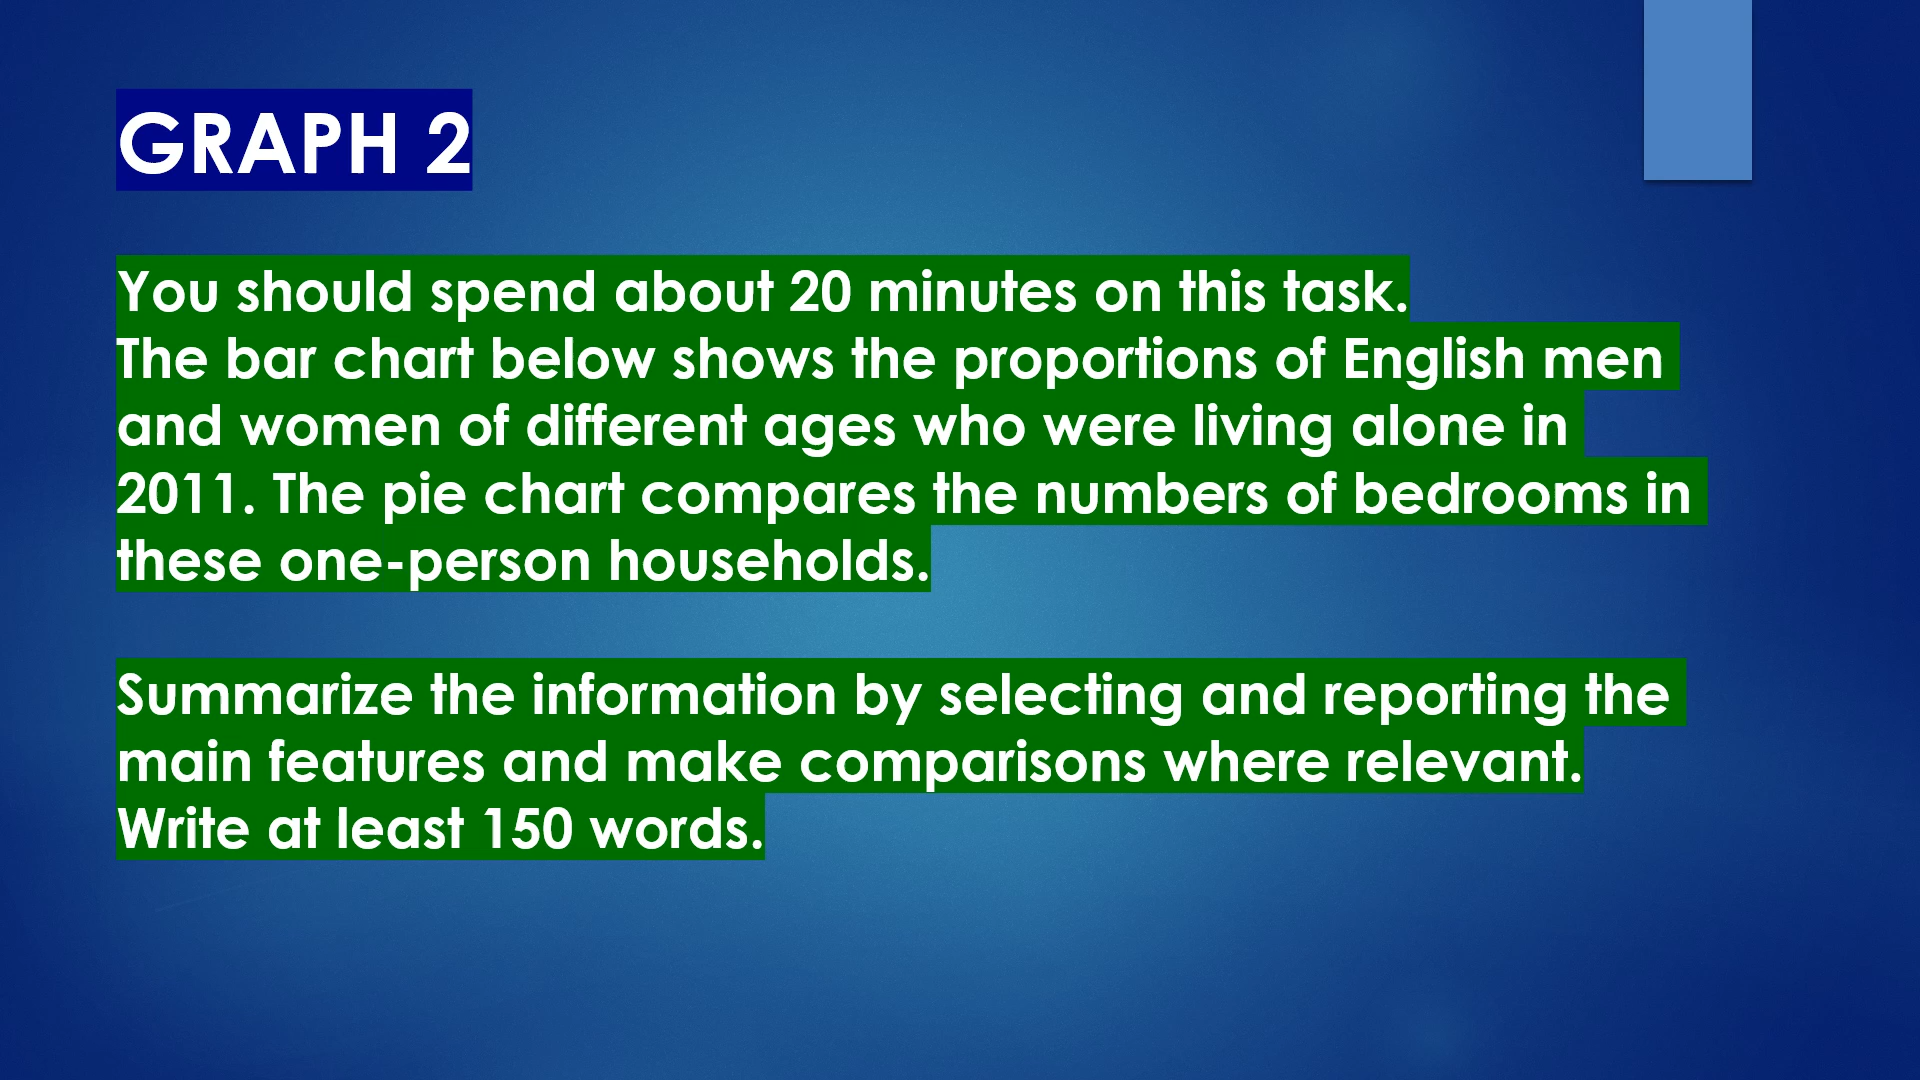 GRAPH 2
You should spend about 20 minutes on this task.
The bar chart below shows the proportions of English men
and women of different ages who were living alone in
2011. The pie chart compares the numbers of bedrooms in
these one-person households.
Summarize the information by selecting and reporting the
main features and make comparisons where relevant.
Write at least 150 words.